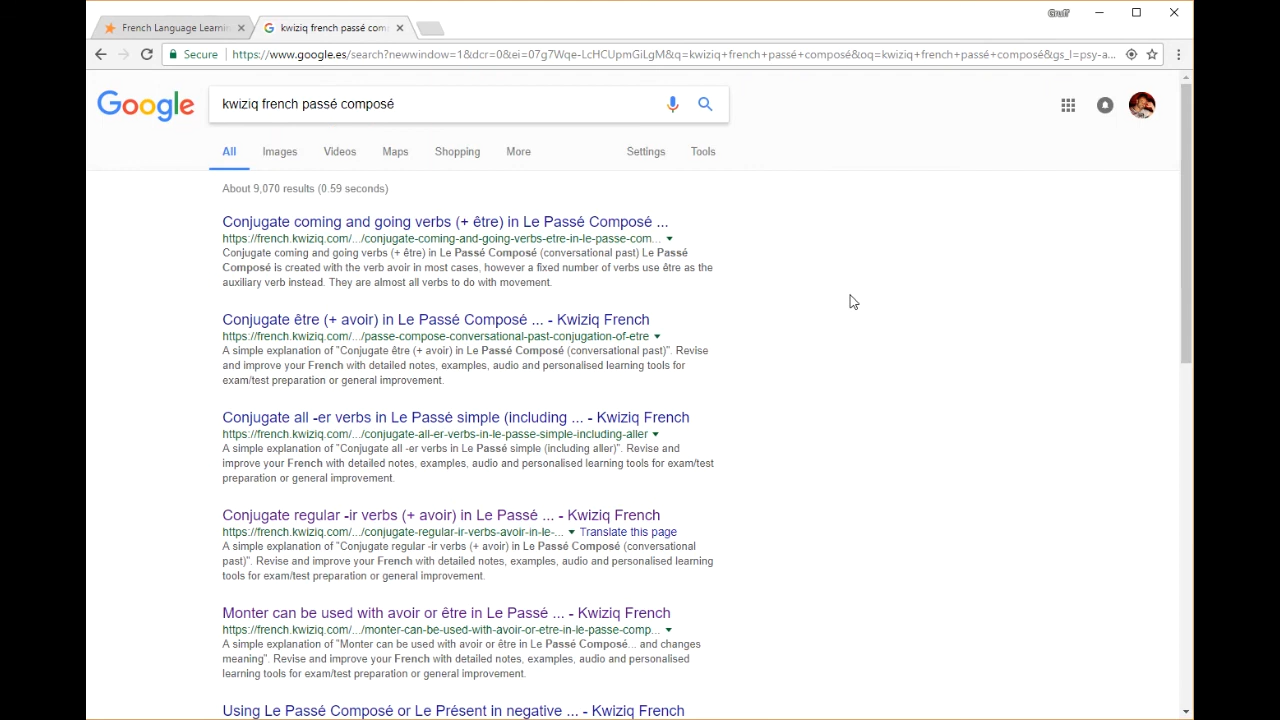 French Language Learnin
kwiziq french passé com
Gruff
Secure
https://www.google.es/search?newwindow=1&dcr=0&ei=07g7Wqe-LcHCUpmGiLgM&q=kwiziq+french+passé+composé&oq=kwiziq+french+passé+composé&gs_l=psy-a...
Google
kwiziq french passé composé
All Images Videos Maps Shopping More Settings Tools
About 9,070 results (0.59 seconds)
Conjugate coming and going verbs (+ être) in Le Passé Composé ...
https://french.kwiziq.com/.../conjugate-coming-and-going-verbs-etre-in-le-passe-com...
Conjugate coming and going verbs (+ être) in Le Passé Composé (conversational past) Le Passé
Composé is created with the verb avoir in most cases, however a fixed number of verbs use être as the
auxiliary verb instead. They are almost all verbs to do with movement.
Conjugate être (+ avoir) in Le Passé Composé ... - Kwiziq French
https://french.kwiziq.com/.../passe-compose-conversational-past-conjugation-of-etre
A simple explanation of "Conjugate être (+ avoir) in Le Passé Composé (conversational past)". Revise
and improve your French with detailed notes, examples, audio and personalised learning tools for
exam/test preparation or general improvement.
Conjugate all -er verbs in Le Passé simple (including ... - Kwiziq French
https://french.kwiziq.com/.../conjugate-all-er-verbs-in-le-passe-simple-including-aller
A simple explanation of "Conjugate all -er verbs in Le Passé simple (including aller)". Revise and
improve your French with detailed notes, examples, audio and personalised learning tools for exam/test
preparation or general improvement.
Conjugate regular -ir verbs (+ avoir) in Le Passé ... - Kwiziq French
https://french.kwiziq.com/.../conjugate-regular-ir-verbs-avoir-in-le-... Translate this page
A simple explanation of "Conjugate regular -ir verbs (+ avoir) in Le Passé Composé (conversational
past)". Revise and improve your French with detailed notes, examples, audio and personalised learning
tools for exam/test preparation or general improvement.
Monter can be used with avoir or être in Le Passé ... - Kwiziq French
https://french.kwiziq.com/.../monter-can-be-used-with-avoir-or-etre-in-le-passe-comp...
A simple explanation of "Monter can be used with avoir or être in Le Passé Composé... and changes
meaning". Revise and improve your French with detailed notes, examples, audio and personalised
learning tools for exam/test preparation or general improvement.
Using Le Passé Composé or Le Présent in negative ... - Kwiziq French